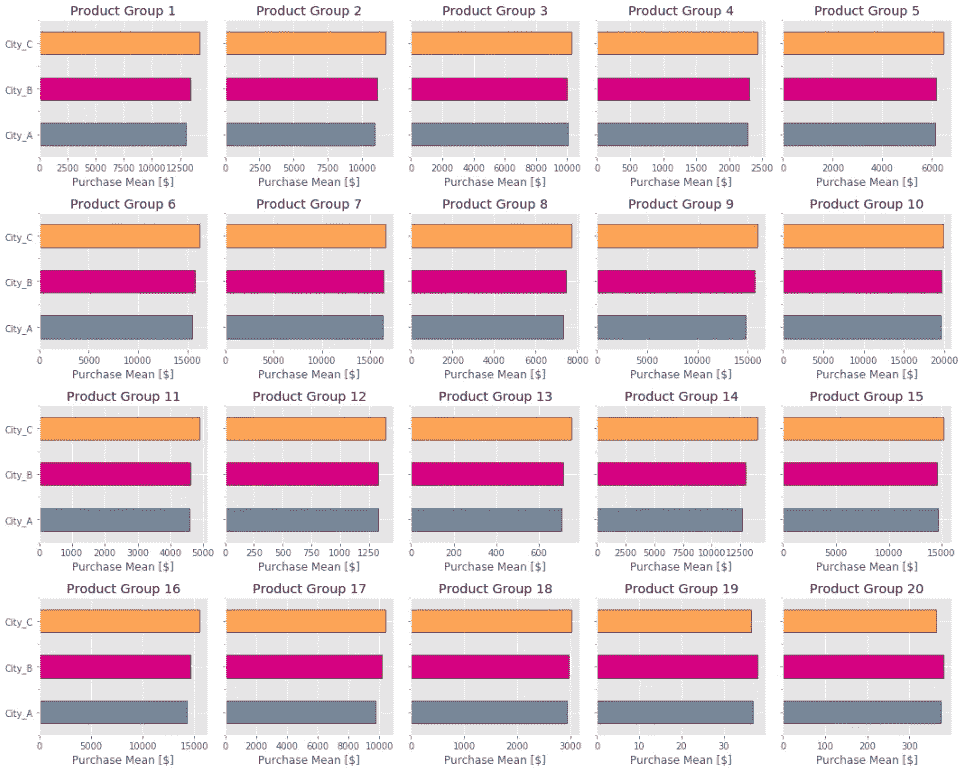 Product Group 1 Product Group 2 Product Group 3 Product Group 4 Product Group 5
City_C
City_B
City_A
0 2500 5000 7500 10000 12500 0 2500 5000 7500 10000 0 2000 4000 6000 8000 10000 0 500 1000 1500 2000 2500 0 2000 4000 6000
Purchase Mean [$] Purchase Mean [$] Purchase Mean [$] Purchase Mean [$] Purchase Mean [$]
Product Group 6 Product Group 7 Product Group 8 Product Group 9 Product Group 10
City_C
City_B
City_A
0 5000 10000 15000 0 5000 10000 15000 0 2000 4000 6000 8000 0 5000 10000 15000 0 5000 10000 15000 20000
Purchase Mean [$] Purchase Mean [$] Purchase Mean [$] Purchase Mean [$] Purchase Mean [$]
Product Group 11 Product Group 12 Product Group 13 Product Group 14 Product Group 15
City_C
City_B
City_A
0 1000 2000 3000 4000 5000 0 250 500 750 1000 1250 0 200 400 600 0 2500 5000 7500 10000 12500 0 5000 10000 15000
Purchase Mean [$] Purchase Mean [$] Purchase Mean [$] Purchase Mean [$] Purchase Mean [$]
Product Group 16 Product Group 17 Product Group 18 Product Group 19 Product Group 20
City_C
City_B
City_A
0 5000 10000 15000 0 2000 4000 6000 8000 10000 0 1000 2000 3000 0 10 20 30 0 100 200 300
Purchase Mean [$] Purchase Mean [$] Purchase Mean [$] Purchase Mean [$] Purchase Mean [$]